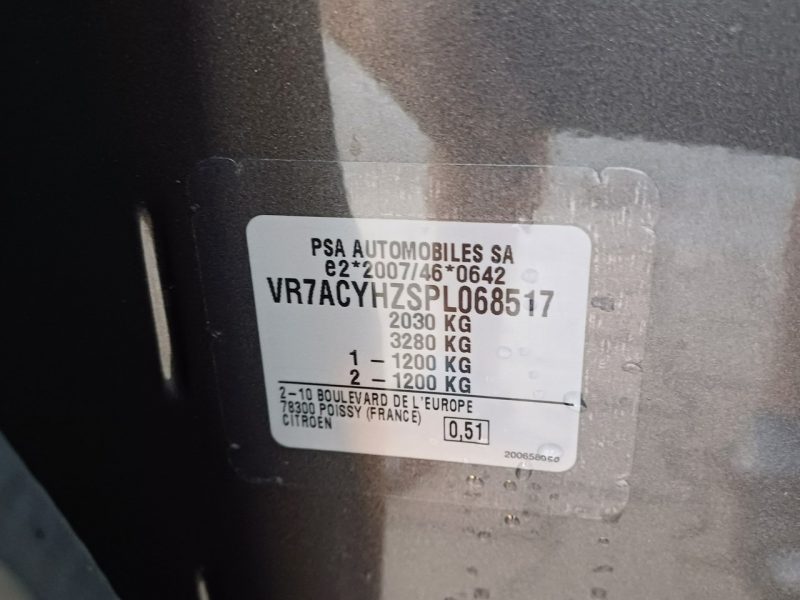 PSA AUTOMOBILES SA
e2*2007/46*0642
VR7ACYHZSPL068517
2030 KG
3280 KG
1 – 1200 KG
2 – 1200 KG
2–10 BOULEVARD DE L'EUROPE
78300 POISSY (FRANCE)
CITROEN
0,51